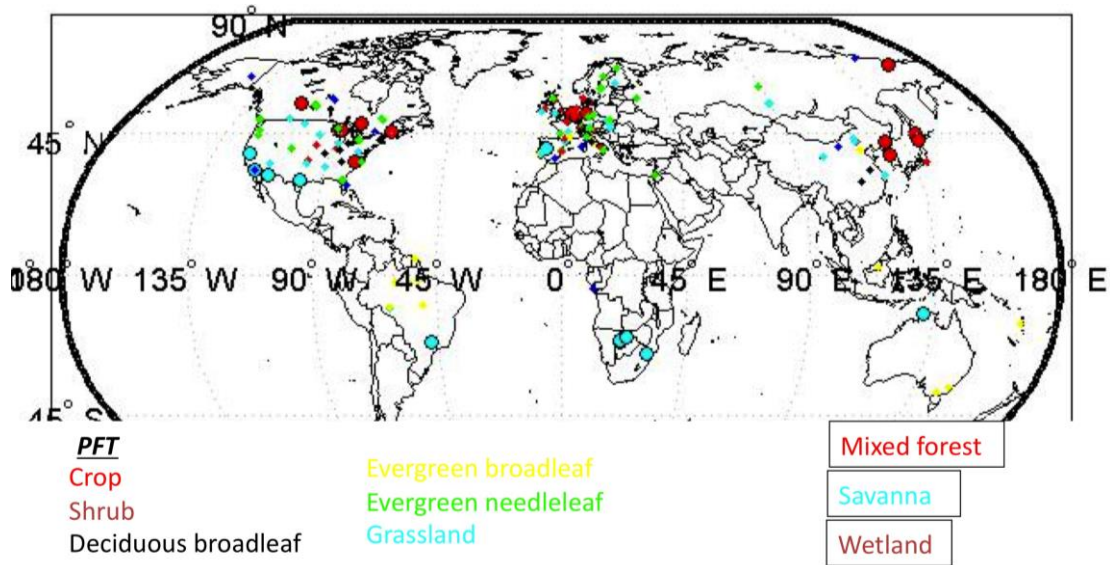 90° N
45° N
0° 180° W 135° W 90° W 45° W 0° 45° E 90° E 135° E 180° E
45° S
PFT
Crop
Shrub
Deciduous broadleaf
Evergreen broadleaf
Evergreen needleleaf
Grassland
Mixed forest
Savanna
Wetland